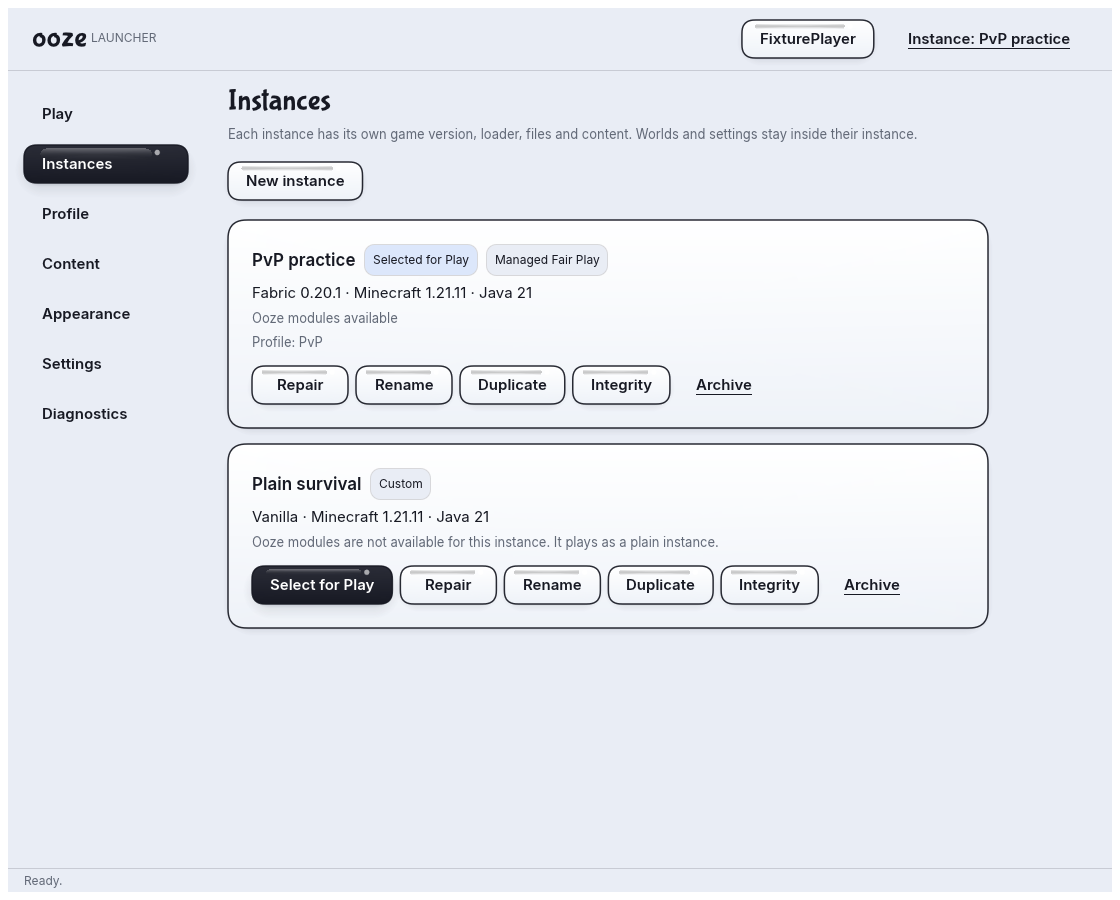 ooze LAUNCHER
FixturePlayer
Instance: PvP practice
Play
Instances
Profile
Content
Appearance
Settings
Diagnostics
Instances
Each instance has its own game version, loader, files and content. Worlds and settings stay inside their instance.
New instance
PvP practice Selected for Play Managed Fair Play
Fabric 0.20.1 · Minecraft 1.21.11 · Java 21
Ooze modules available
Profile: PvP
Repair Rename Duplicate Integrity Archive
Plain survival Custom
Vanilla · Minecraft 1.21.11 · Java 21
Ooze modules are not available for this instance. It plays as a plain instance.
Select for Play Repair Rename Duplicate Integrity Archive
Ready.